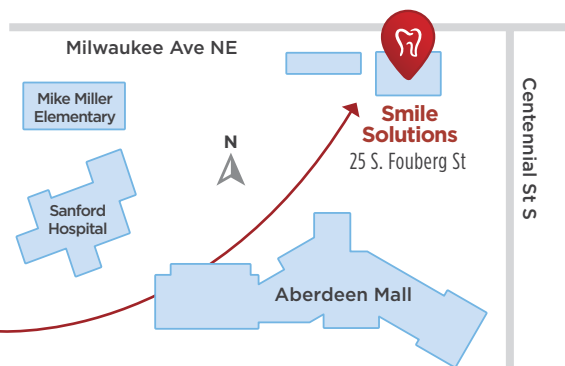 Milwaukee Ave NE
Mike Miller
Elementary
Smile
Solutions
25 S. Fouberg St
Centennial St S
N
Sanford
Hospital
Aberdeen Mall